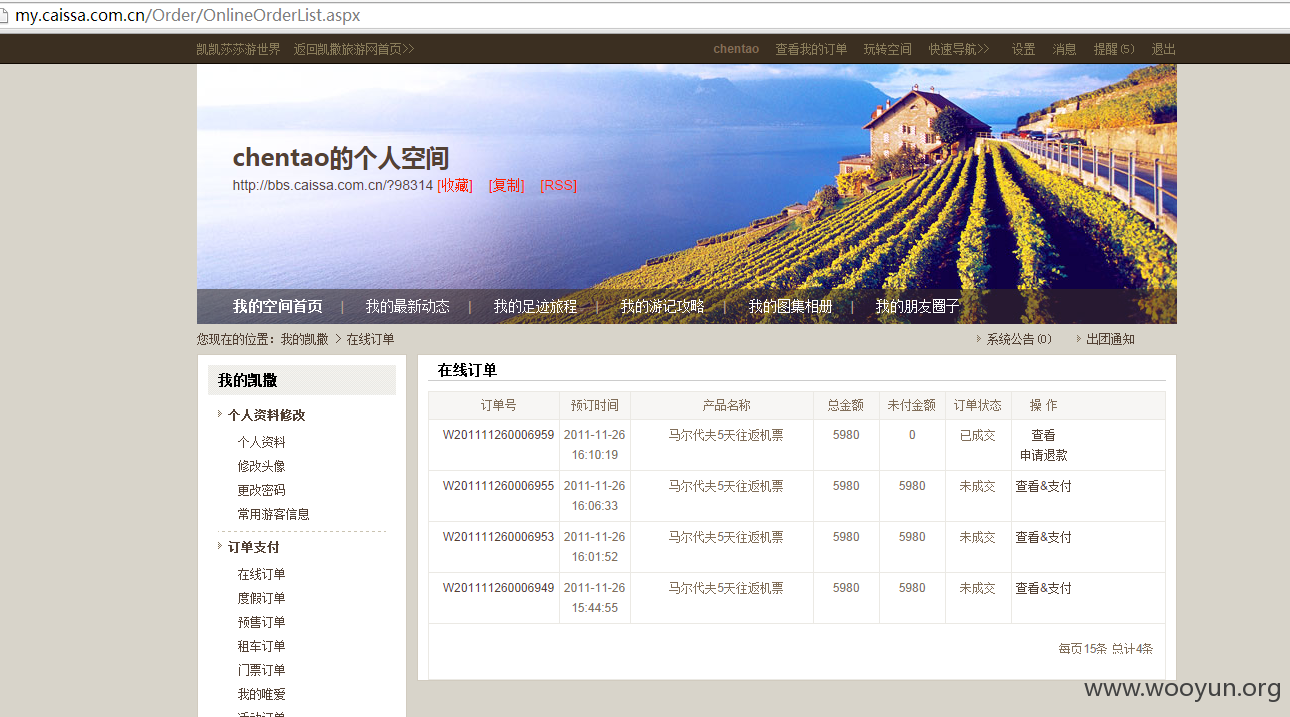 my.caissa.com.cn/Order/OnlineOrderList.aspx
凯凯莎莎游世界 返回凯撒旅游网首页>> chentao 查看我的订单 玩转空间 快速导航>> 设置 消息 提醒(5) 退出
chentao的个人空间
http://bbs.caissa.com.cn/?98314 [收藏] [复制] [RSS]
我的空间首页 | 我的最新动态 | 我的足迹旅程 | 我的游记攻略 | 我的图集相册 | 我的朋友圈子
您现在的位置：我的凯撒 > 在线订单 系统公告(0) 出团通知
我的凯撒
个人资料修改
个人资料
修改头像
更改密码
常用游客信息
订单支付
在线订单
度假订单
预售订单
租车订单
门票订单
我的唯爱
活动订单
在线订单
订单号 预订时间 产品名称 总金额 未付金额 订单状态 操 作
W201111260006959 2011-11-26 马尔代夫5天往返机票 5980 0 已成交 查看
16:10:19 申请退款
W201111260006955 2011-11-26 马尔代夫5天往返机票 5980 5980 未成交 查看&支付
16:06:33
W201111260006953 2011-11-26 马尔代夫5天往返机票 5980 5980 未成交 查看&支付
16:01:52
W201111260006949 2011-11-26 马尔代夫5天往返机票 5980 5980 未成交 查看&支付
15:44:55
每页15条 总计4条
www.wooyun.org